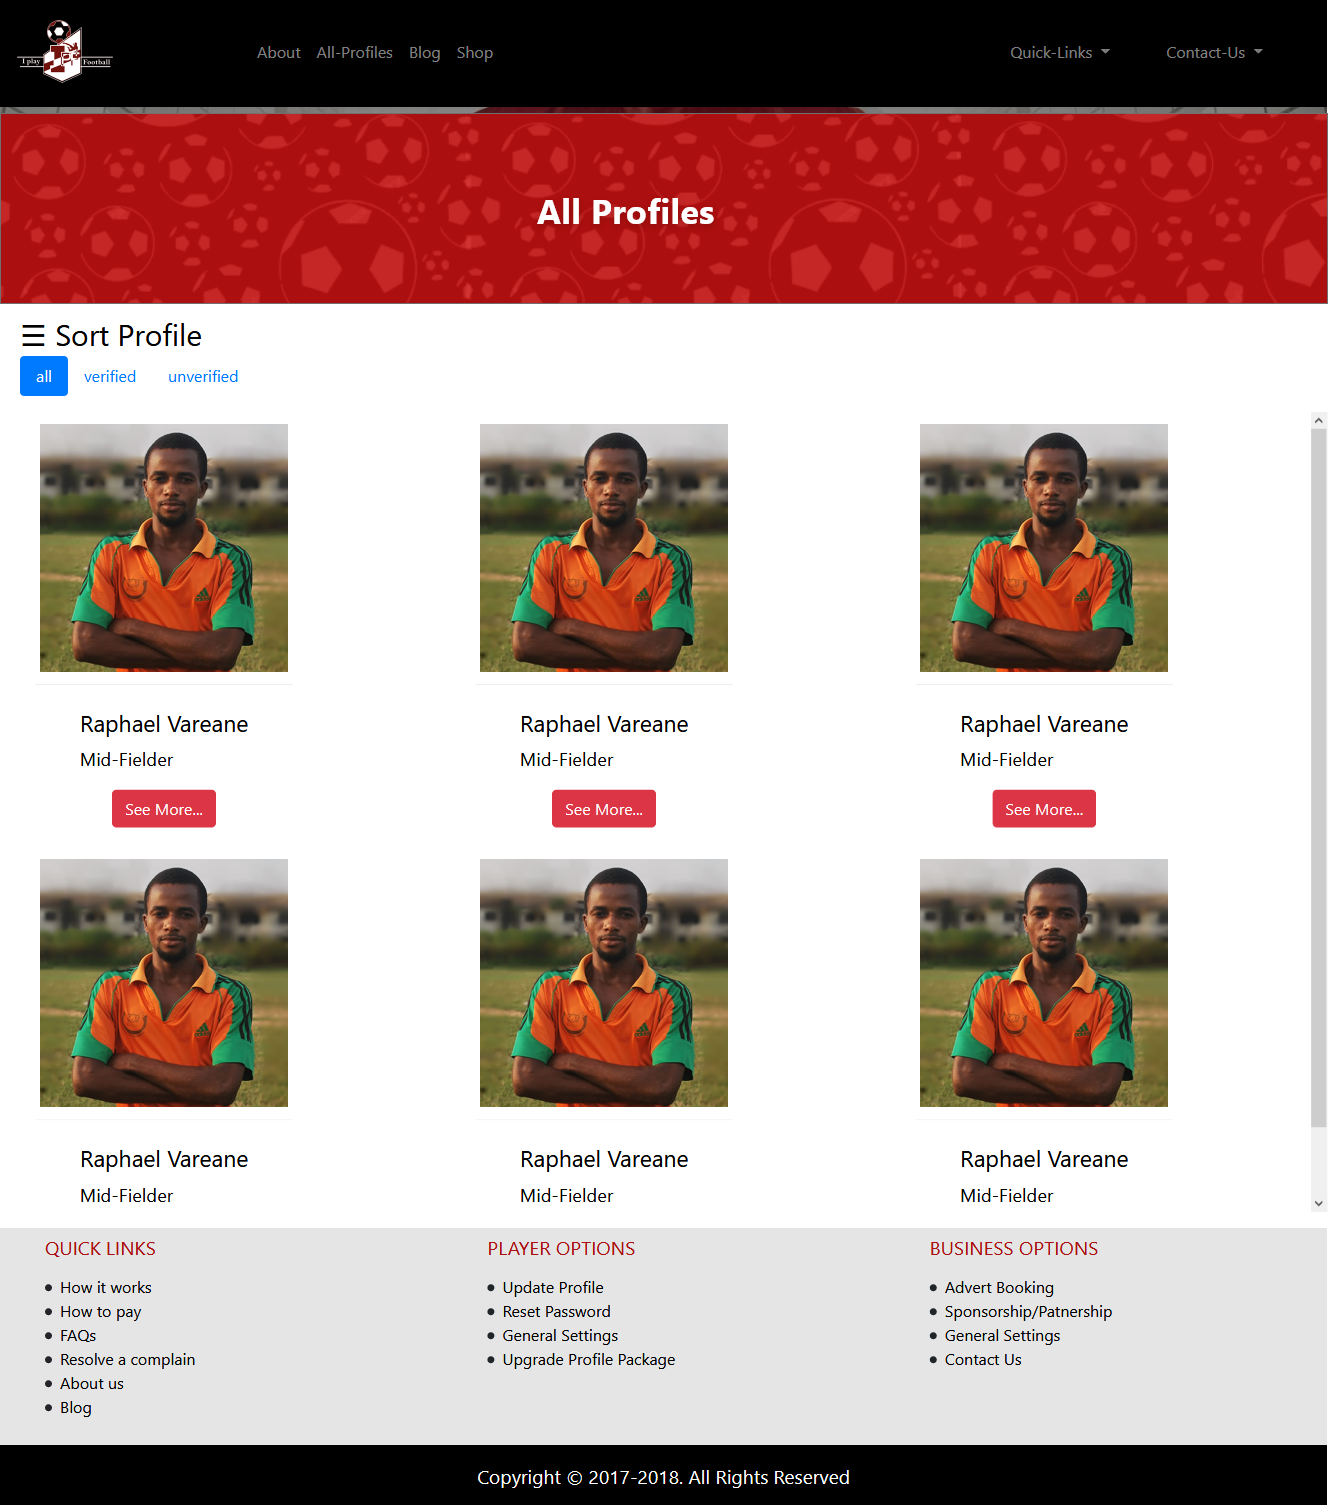 I play Football
About All-Profiles Blog Shop Quick-Links Contact-Us
All Profiles
☰ Sort Profile
all verified unverified
Raphael Vareane Raphael Vareane Raphael Vareane
Mid-Fielder Mid-Fielder Mid-Fielder
See More... See More... See More...
Raphael Vareane Raphael Vareane Raphael Vareane
Mid-Fielder Mid-Fielder Mid-Fielder
QUICK LINKS
How it works
How to pay
FAQs
Resolve a complain
About us
Blog
PLAYER OPTIONS
Update Profile
Reset Password
General Settings
Upgrade Profile Package
BUSINESS OPTIONS
Advert Booking
Sponsorship/Patnership
General Settings
Contact Us
Copyright © 2017-2018. All Rights Reserved